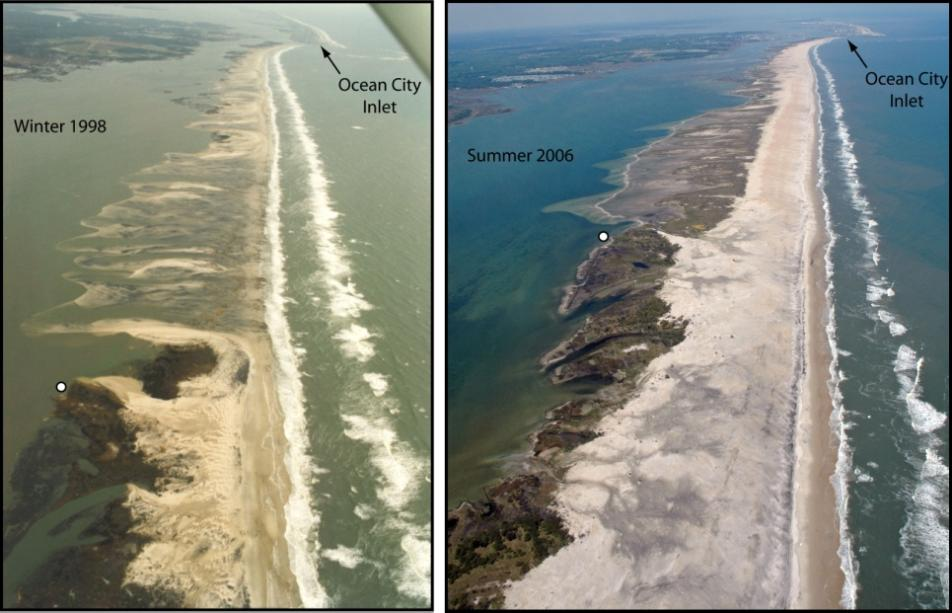 Winter 1998
Ocean City
Inlet
Summer 2006
Ocean City
Inlet